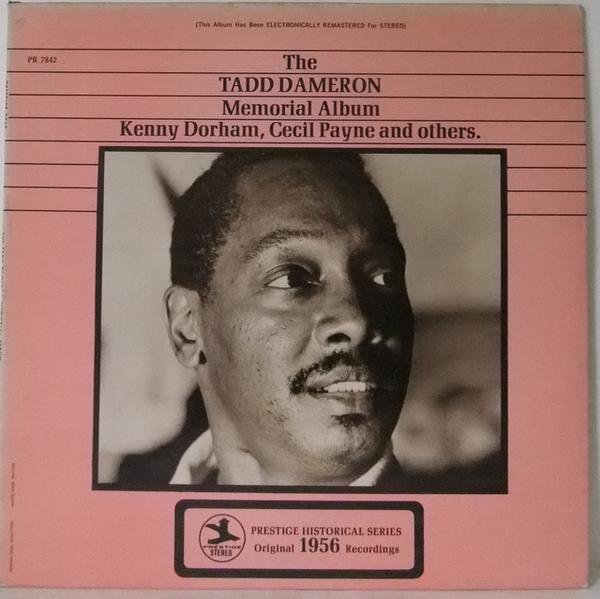 (This Album Has Been ELECTRONICALLY REMASTERED For STEREO)
PR 7842
The
TADD DAMERON
Memorial Album
Kenny Dorham, Cecil Payne and others.
PRESTIGE
STEREO
PRESTIGE HISTORICAL SERIES
Original 1956 Recordings